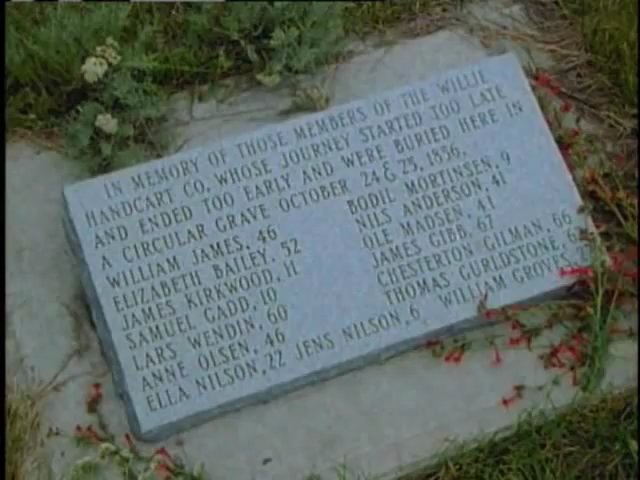 IN MEMORY OF THOSE MEMBERS OF THE WILLIE
HANDCART CO. WHOSE JOURNEY STARTED TOO LATE
AND ENDED TOO EARLY AND WERE BURIED HERE IN
A CIRCULAR GRAVE OCTOBER 24 & 25, 1856.
WILLIAM JAMES, 46 BODIL MORTINSEN, 9
ELIZABETH BAILEY, 52 NILS ANDERSON, 41
JAMES KIRKWOOD, 11 OLE MADSEN, 41
SAMUEL GADD, 10 JAMES GIBB, 67
LARS WENDIN, 60 CHESTERTON GILMAN, 66
ANNE OLSEN, 46 THOMAS GURLDSTONE,
ELLA NILSON, 22 JENS NILSON, 6 WILLIAM GROVES,